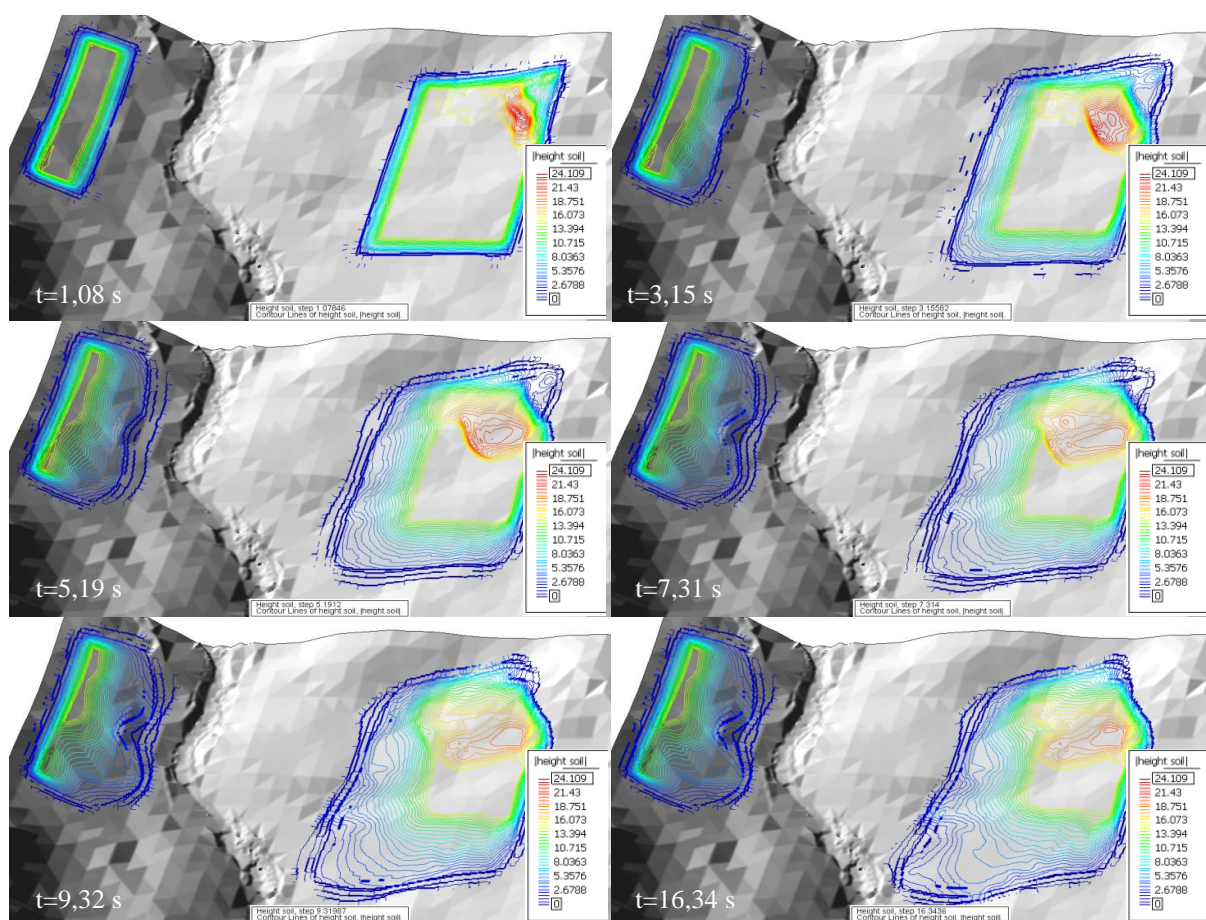 |height soil|
24.109
21.43
18.751
16.073
13.394
10.715
8.0363
5.3576
2.6788
0
t=1,08 s
Height soil, step 1.07846
Contour Lines of height soil, |height soil|.
|height soil|
24.109
21.43
18.751
16.073
13.394
10.715
8.0363
5.3576
2.6788
0
t=3,15 s
Height soil, step 3.15582
Contour Lines of height soil, |height soil|.
|height soil|
24.109
21.43
18.751
16.073
13.394
10.715
8.0363
5.3576
2.6788
0
t=5,19 s
Height soil, step 5.1912
Contour Lines of height soil, |height soil|.
|height soil|
24.109
21.43
18.751
16.073
13.394
10.715
8.0363
5.3576
2.6788
0
t=7,31 s
Height soil, step 7.314
Contour Lines of height soil, |height soil|.
|height soil|
24.109
21.43
18.751
16.073
13.394
10.715
8.0363
5.3576
2.6788
0
t=9,32 s
Height soil, step 9.31987
Contour Lines of height soil, |height soil|.
|height soil|
24.109
21.43
18.751
16.073
13.394
10.715
8.0363
5.3576
2.6788
0
t=16,34 s
Height soil, step 16.3436
Contour Lines of height soil, |height soil|.